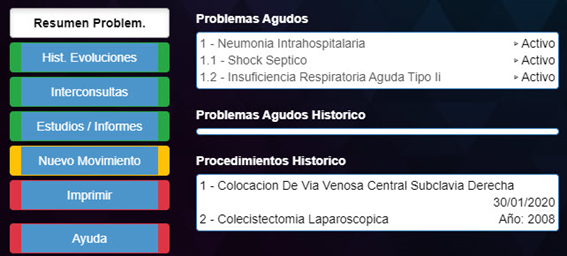 Resumen Problem.
Hist. Evoluciones
Interconsultas
Estudios / Informes
Nuevo Movimiento
Imprimir
Ayuda
Problemas Agudos
1 - Neumonia Intrahospitalaria ➢ Activo
1.1 - Shock Septico ➢ Activo
1.2 - Insuficiencia Respiratoria Aguda Tipo Ii ➢ Activo
Problemas Agudos Historico
Procedimientos Historico
1 - Colocacion De Via Venosa Central Subclavia Derecha
30/01/2020
2 - Colecistectomia Laparoscopica Año: 2008